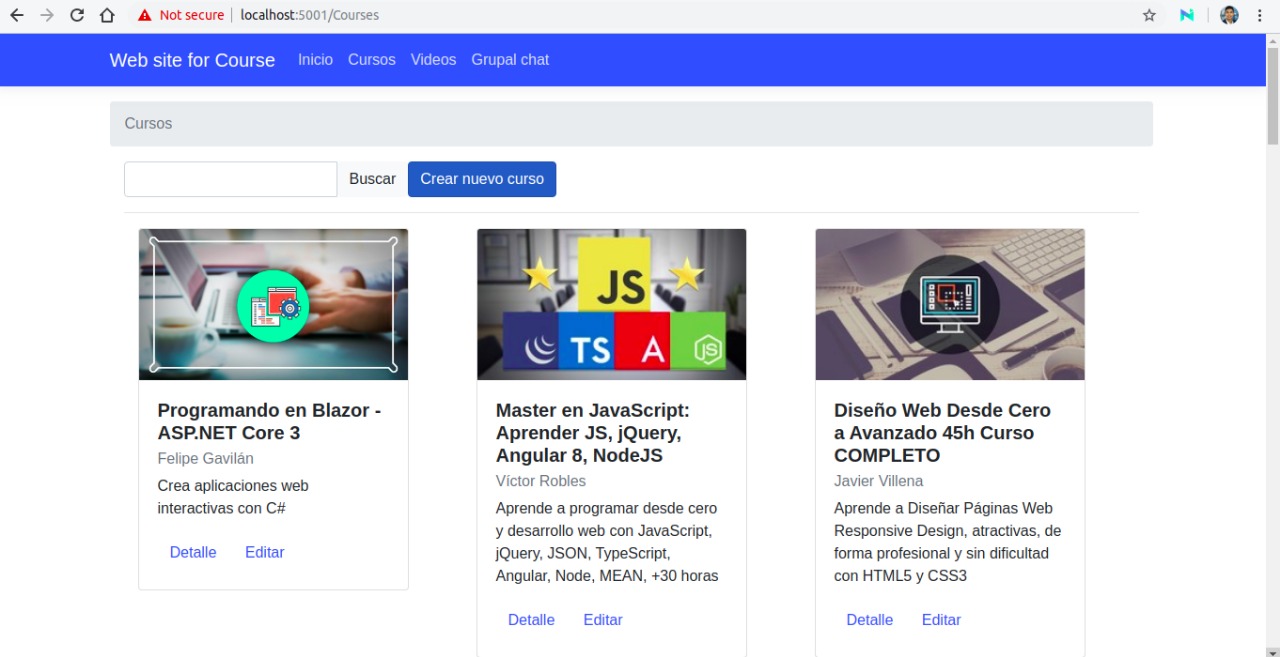 Not secure | localhost:5001/Courses
Web site for Course Inicio Cursos Videos Grupal chat
Cursos
Buscar Crear nuevo curso
JS
TS A JS
Programando en Blazor -
ASP.NET Core 3
Felipe Gavilán
Crea aplicaciones web
interactivas con C#
Detalle Editar
Master en JavaScript:
Aprender JS, jQuery,
Angular 8, NodeJS
Víctor Robles
Aprende a programar desde cero
y desarrollo web con JavaScript,
jQuery, JSON, TypeScript,
Angular, Node, MEAN, +30 horas
Detalle Editar
Diseño Web Desde Cero
a Avanzado 45h Curso
COMPLETO
Javier Villena
Aprende a Diseñar Páginas Web
Responsive Design, atractivas, de
forma profesional y sin dificultad
con HTML5 y CSS3
Detalle Editar